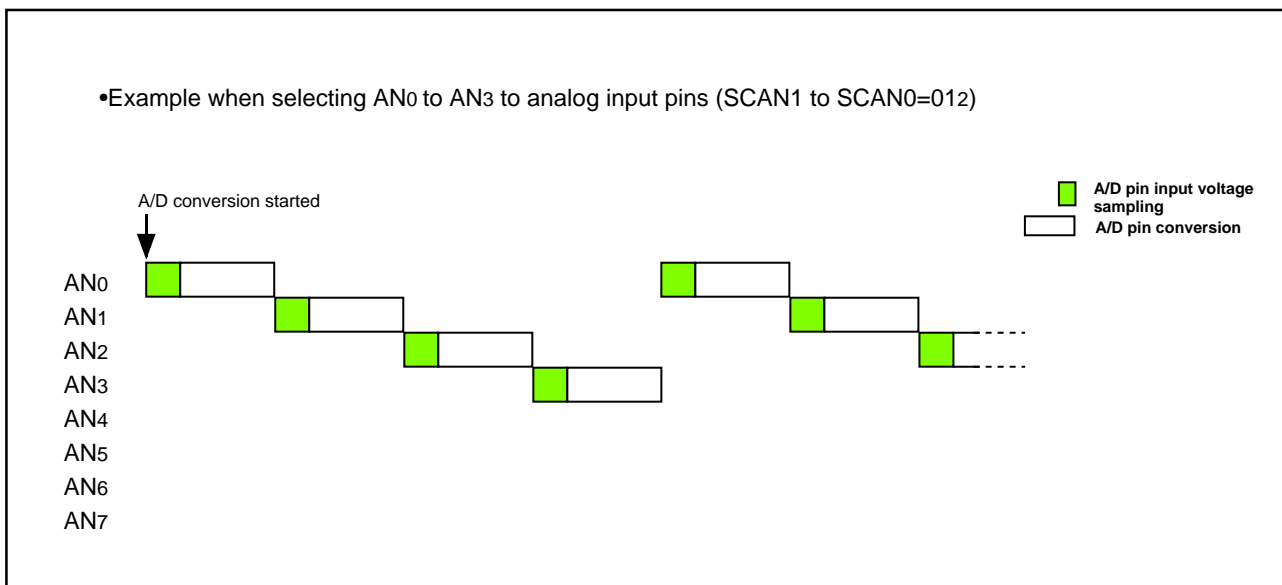 •Example when selecting AN0 to AN3 to analog input pins (SCAN1 to SCAN0=012)
A/D conversion started
A/D pin input voltage
sampling
A/D pin conversion
AN0
AN1
AN2
AN3
AN4
AN5
AN6
AN7